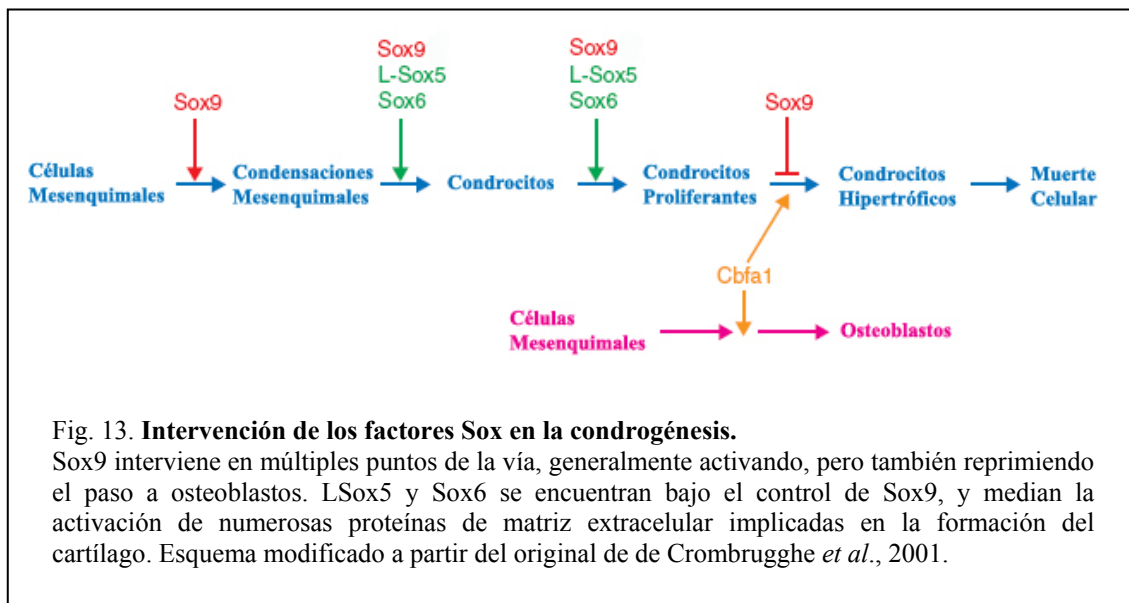 Sox9
L-Sox5
Sox6
Sox9
L-Sox5
Sox6
Sox9
Sox9
Células
Mesenquimales
Condensaciones
Mesenquimales
Condrocitos
Condrocitos
Proliferantes
Condrocitos
Hipertróficos
Muerte
Celular
Cbfa1
Células
Mesenquimales
Osteoblastos
Fig. 13. Intervención de los factores Sox en la condrogénesis.
Sox9 interviene en múltiples puntos de la vía, generalmente activando, pero también reprimiendo
el paso a osteoblastos. LSox5 y Sox6 se encuentran bajo el control de Sox9, y median la
activación de numerosas proteínas de matriz extracelular implicadas en la formación del
cartílago. Esquema modificado a partir del original de de Crombrugghe et al., 2001.